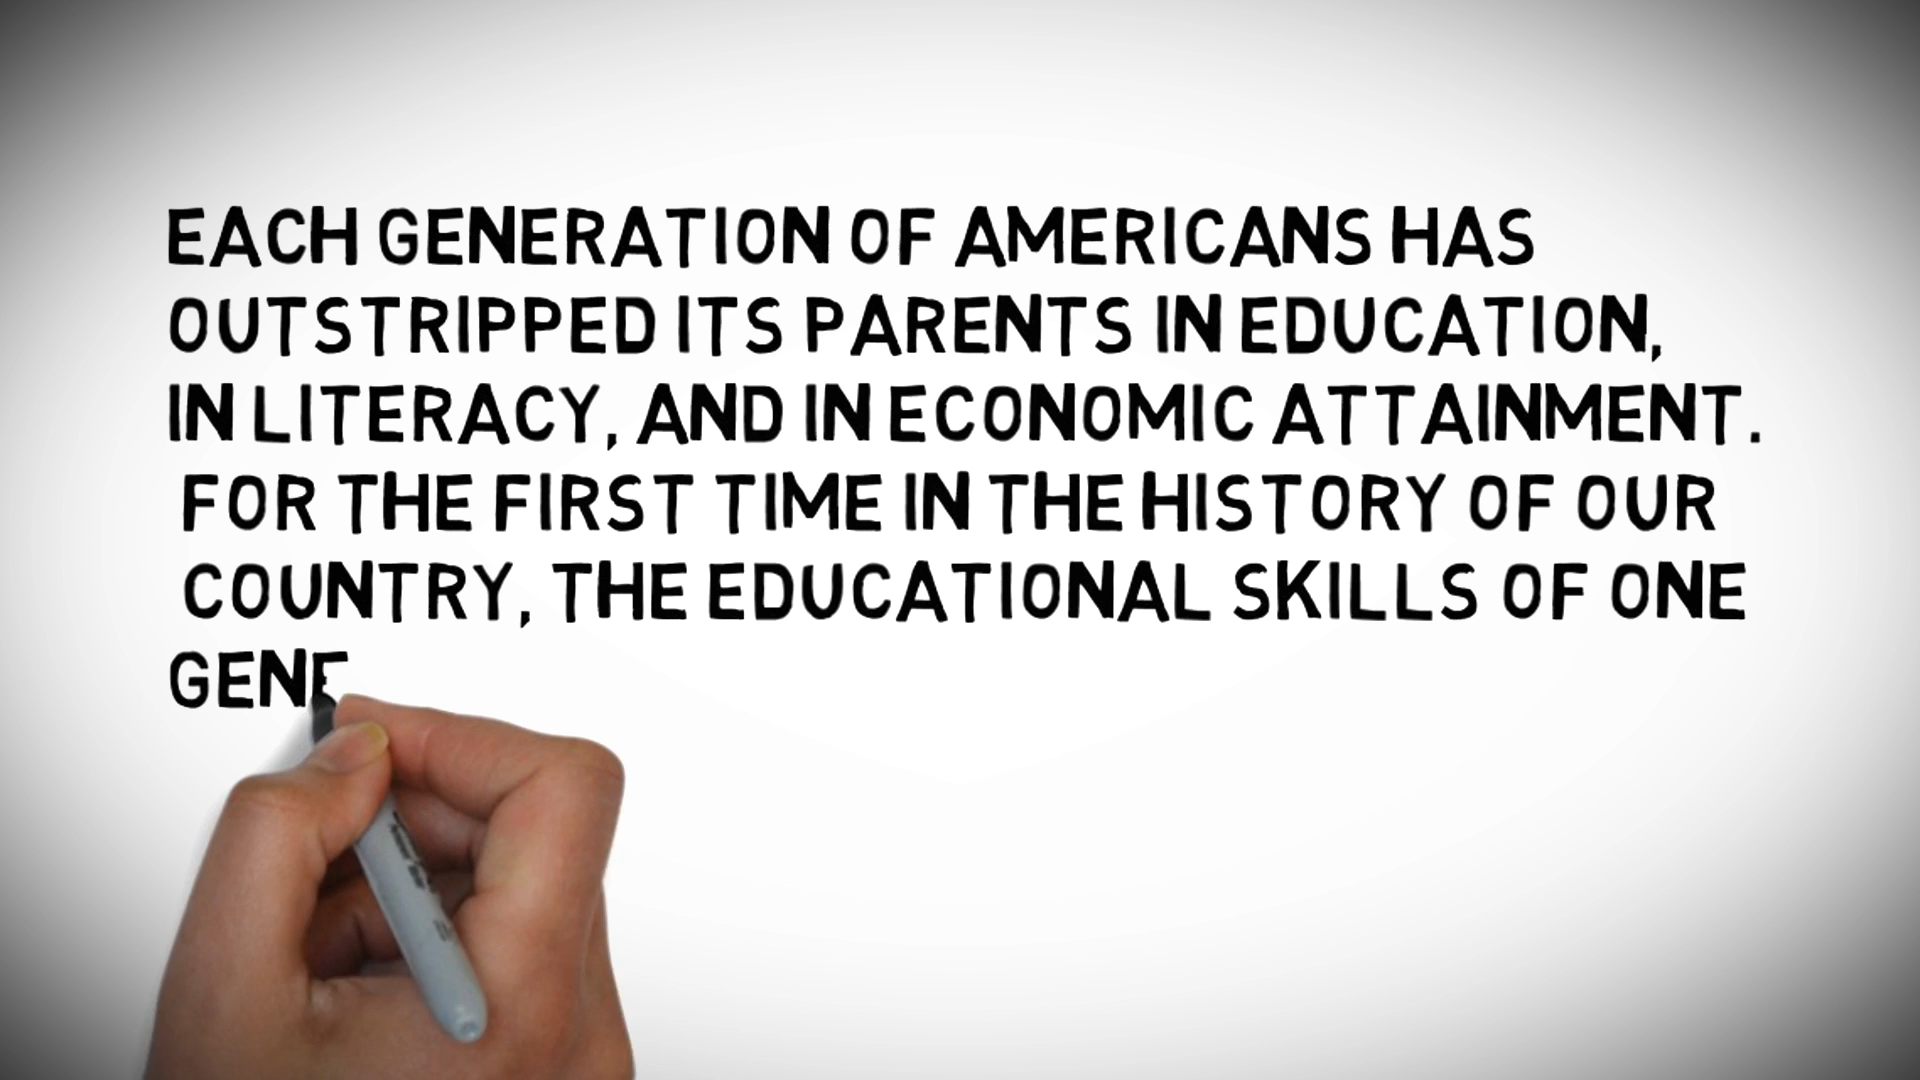 EACH GENERATION OF AMERICANS HAS
OUTSTRIPPED ITS PARENTS IN EDUCATION,
IN LITERACY, AND IN ECONOMIC ATTAINMENT.
FOR THE FIRST TIME IN THE HISTORY OF OUR
COUNTRY, THE EDUCATIONAL SKILLS OF ONE
GENE